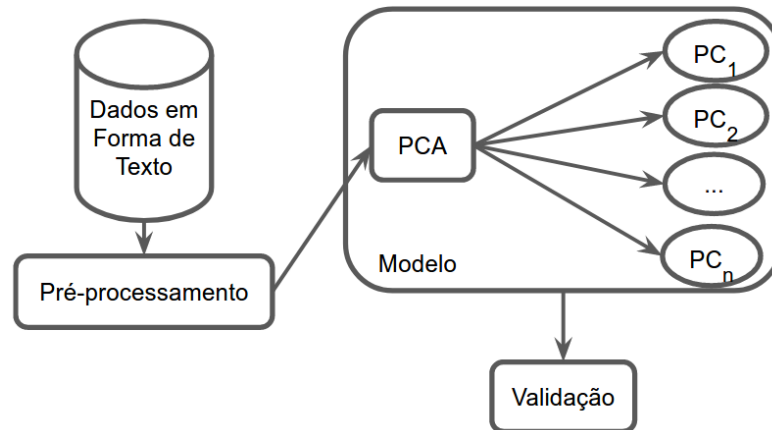 Dados em
Forma de
Texto
Pré-processamento
PCA
Modelo
PC1
PC2
...
PCn
Validação